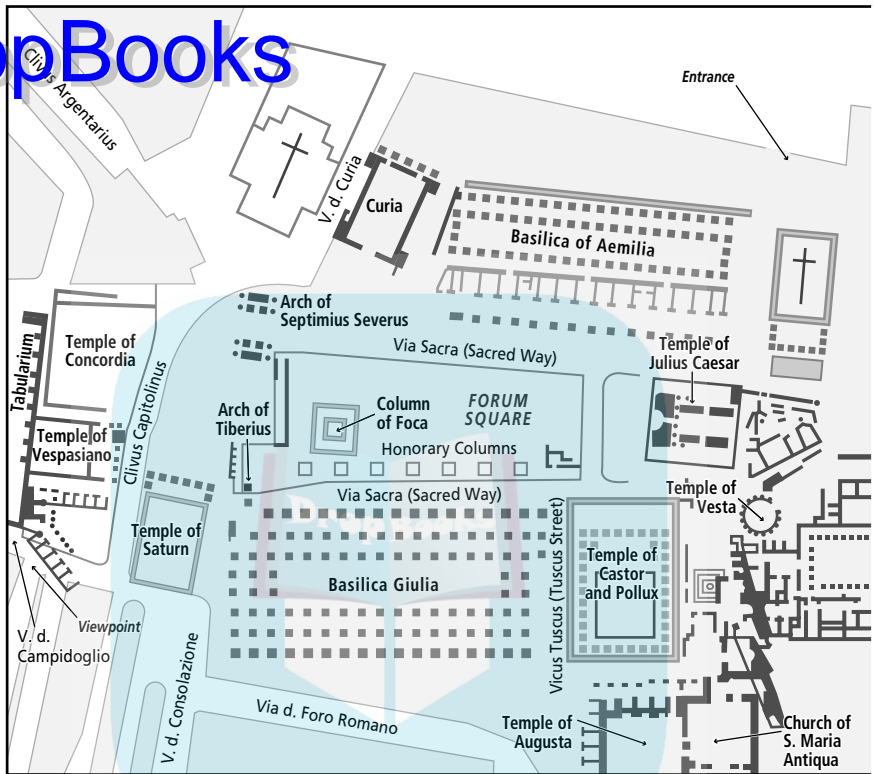 opBooks
Clivus Argentarius
Entrance
V. d. Curia
Curia
Basilica of Aemilia
Arch of
Septimius Severus
Temple of
Concordia
Tabularium
Via Sacra (Sacred Way)
Temple of
Julius Caesar
Clivus Capitolinus
Arch of
Tiberius
Column
of Foca
FORUM
SQUARE
Temple of
Vespasiano
Honorary Columns
Via Sacra (Sacred Way)
Temple of
Vesta
DropBooks
Temple of
Saturn
Vicus Tuscus (Tuscus Street)
Temple of
Castor
and Pollux
Basilica Giulia
Viewpoint
V. d.
Campidoglio
V. d. Consolazione
Via d. Foro Romano
Temple of
Augusta
Church of
S. Maria
Antiqua